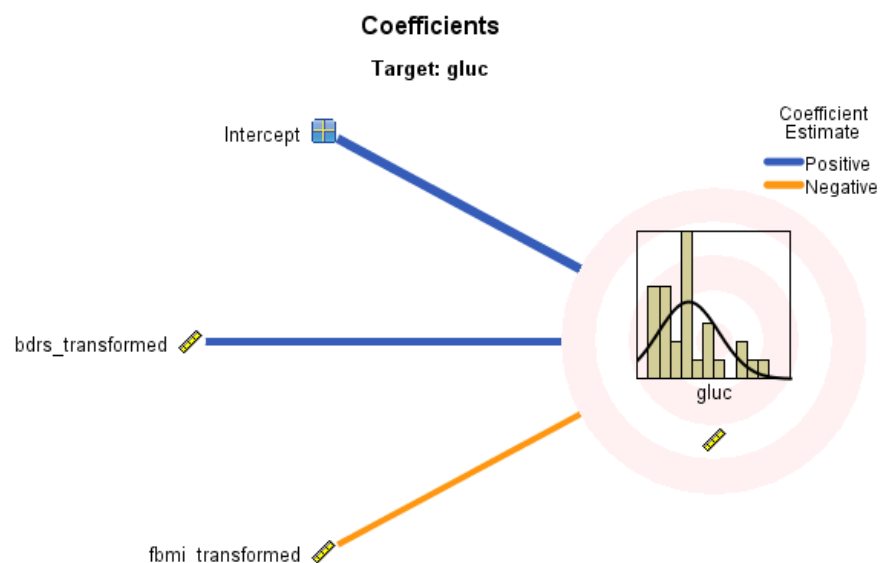 Coefficients
Target: gluc
Coefficient
Estimate
Positive
Negative
Intercept
bdrs_transformed
gluc
fbmi_transformed